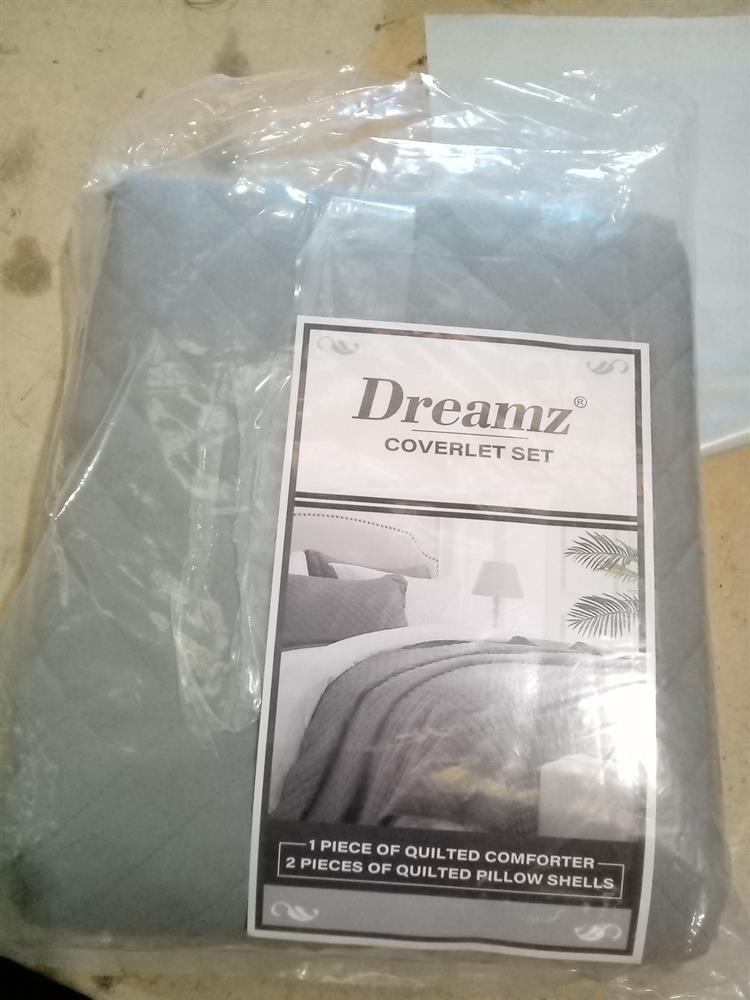 Dreamz®
COVERLET SET
1 PIECE OF QUILTED COMFORTER
2 PIECES OF QUILTED PILLOW SHELLS